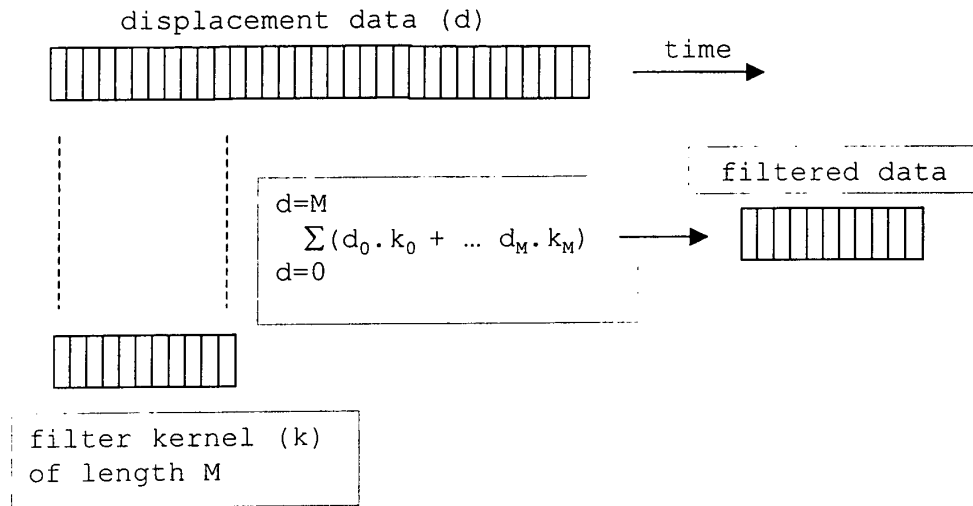 displacement data (d)
time
filtered data
d=M
∑(d₀.k₀ + … d_M.k_M)
d=0
filter kernel (k)
of length M